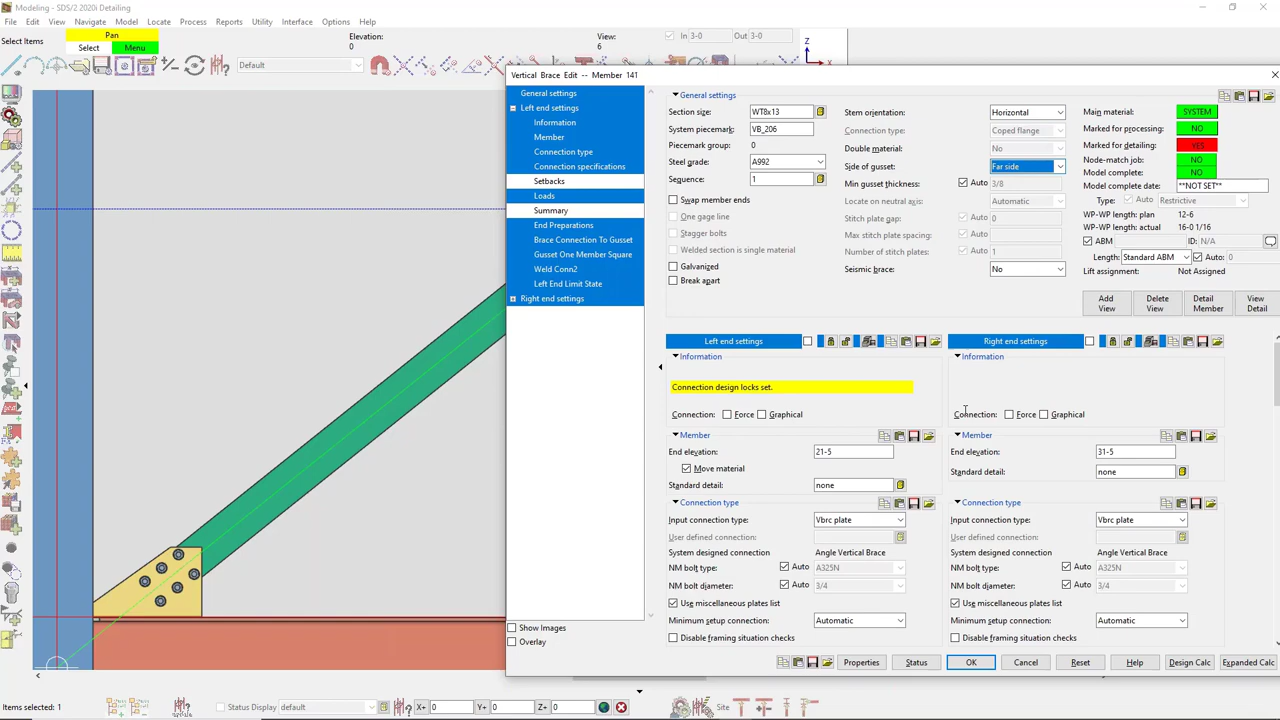 Modeling - SDS/2 2020i Detailing
File Edit View Navigate Model Locate Process Reports Utility Interface Options Help
Select Items
Pan
Select Menu
Elevation:
0
View:
6
In 3-0 Out 3-0
Z
Default
Vertical Brace Edit -- Member 141
General settings
Left end settings
Information
Member
Connection type
Connection specifications
Setbacks
Loads
Summary
End Preparations
Brace Connection To Gusset
Gusset One Member Square
Weld Conn2
Left End Limit State
Right end settings
Show Images
Overlay
General settings
Section size: WT8x13
System piecemark: VB_206
Piecemark group: 0
Steel grade: A992
Sequence: 1
Swap member ends
One gage line
Stagger bolts
Welded section is single material
Galvanized
Break apart
Stem orientation: Horizontal
Connection type: Coped flange
Double material: No
Side of gusset: Far side
Min gusset thickness: Auto 3/8
Locate on neutral axis: Automatic
Stitch plate gap: Auto 0
Max stitch plate spacing: Auto
Number of stitch plates: Auto 1
Seismic brace: No
Main material: SYSTEM
Marked for processing: NO
Marked for detailing: YES
Node-match job: NO
Model complete: NO
Model complete date: **NOT SET**
Type: Auto Restrictive
WP-WP length: plan 12-6
WP-WP length: actual 16-0 1/16
ABM ID: N/A
Length: Standard ABM Auto: 0
Lift assignment: Not Assigned
Add View Delete View Detail Member View Detail
Left end settings
Information
Connection design locks set.
Connection: Force Graphical
Member
End elevation: 21-5
Move material
Standard detail: none
Connection type
Input connection type: Vbrc plate
User defined connection:
System designed connection Angle Vertical Brace
NM bolt type: Auto A325N
NM bolt diameter: Auto 3/4
Use miscellaneous plates list
Minimum setup connection: Automatic
Disable framing situation checks
Right end settings
Information
Connection: Force Graphical
Member
End elevation: 31-5
Standard detail: none
Connection type
Input connection type: Vbrc plate
User defined connection:
System designed connection Angle Vertical Brace
NM bolt type: Auto A325N
NM bolt diameter: Auto 3/4
Use miscellaneous plates list
Minimum setup connection: Automatic
Disable framing situation checks
Properties Status OK Cancel Reset Help Design Calc Expanded Calc
Items selected: 1
Status Display default
X+ 0 Y+ 0 Z+ 0
Site